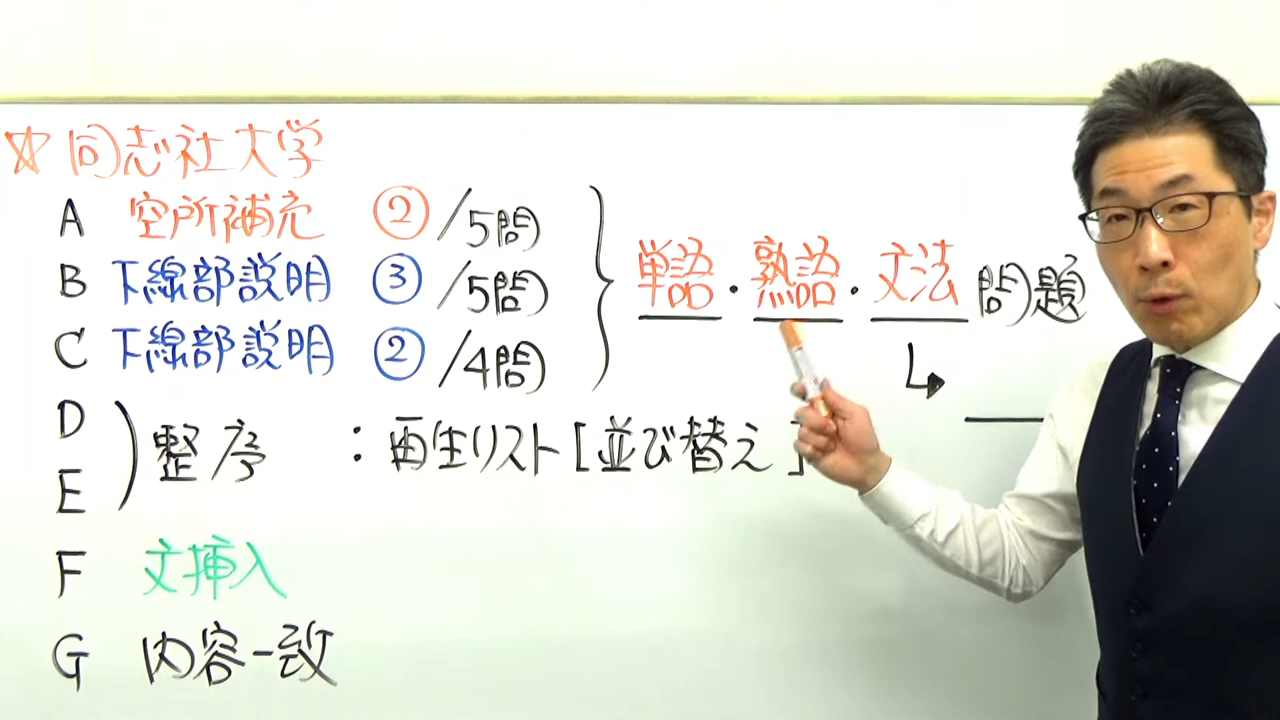 ☆同志社大学
A 空所補充 ②/5問
B 下線部説明 ③/5問
C 下線部説明 ②/4問
単語・熟語・文法問題
D
E
整序 : 再生リスト[並び替え]
F 文挿入
G 内容一致